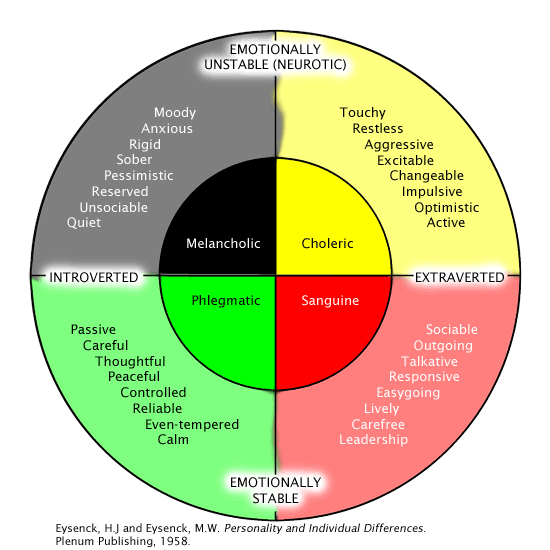 EMOTIONALLY
UNSTABLE (NEUROTIC)
Moody
Anxious
Rigid
Sober
Pessimistic
Reserved
Unsociable
Quiet
Touchy
Restless
Aggressive
Excitable
Changeable
Impulsive
Optimistic
Active
Melancholic
Choleric
INTROVERTED
EXTRAVERTED
Phlegmatic
Sanguine
Passive
Careful
Thoughtful
Peaceful
Controlled
Reliable
Even-tempered
Calm
Sociable
Outgoing
Talkative
Responsive
Easygoing
Lively
Carefree
Leadership
EMOTIONALLY
STABLE
Eysenck, H.J and Eysenck, M.W. Personality and Individual Differences.
Plenum Publishing, 1958.